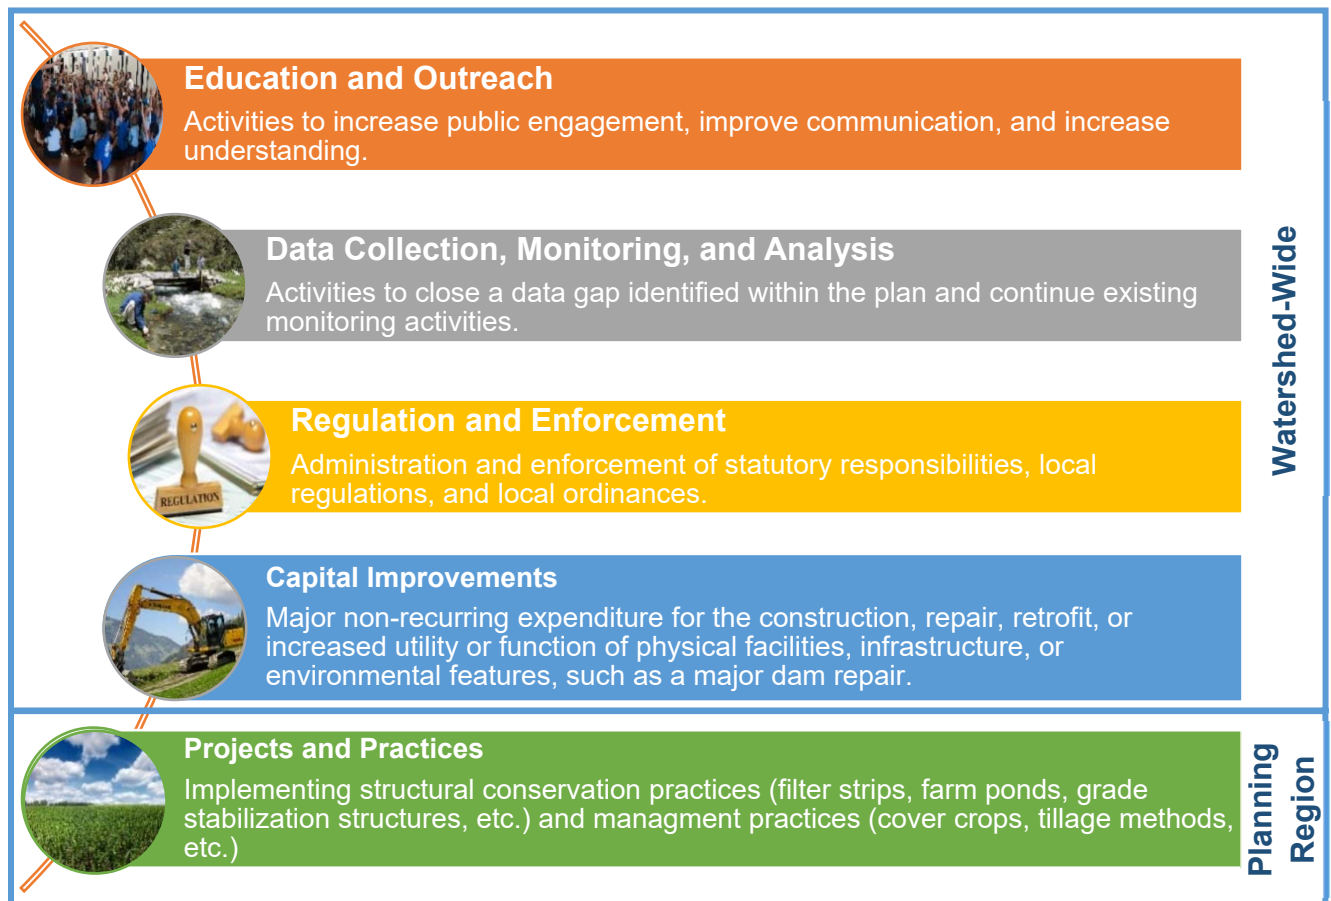 Education and Outreach
Activities to increase public engagement, improve communication, and increase
understanding.
Data Collection, Monitoring, and Analysis
Activities to close a data gap identified within the plan and continue existing
monitoring activities.
REGULATION
Regulation and Enforcement
Administration and enforcement of statutory responsibilities, local
regulations, and local ordinances.
Capital Improvements
Major non-recurring expenditure for the construction, repair, retrofit, or
increased utility or function of physical facilities, infrastructure, or
environmental features, such as a major dam repair.
Watershed-Wide
Projects and Practices
Implementing structural conservation practices (filter strips, farm ponds, grade
stabilization structures, etc.) and managment practices (cover crops, tillage methods,
etc.)
Planning
Region